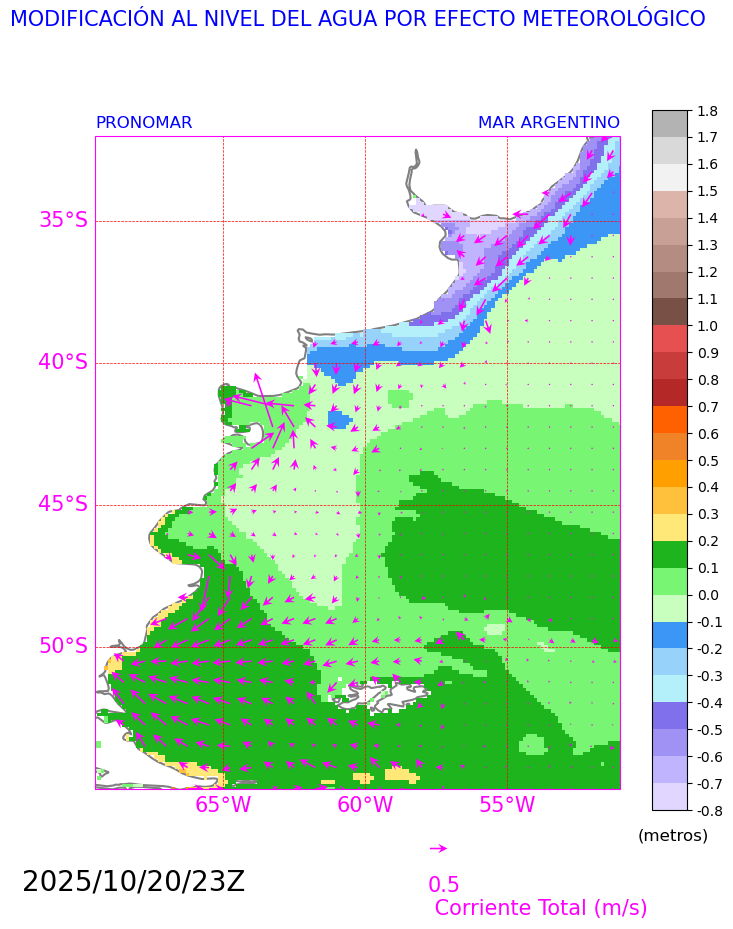 MODIFICACIÓN AL NIVEL DEL AGUA POR EFECTO METEOROLÓGICO
PRONOMAR
MAR ARGENTINO
35°S
40°S
45°S
50°S
65°W
60°W
55°W
1.8
1.7
1.6
1.5
1.4
1.3
1.2
1.1
1.0
0.9
0.8
0.7
0.6
0.5
0.4
0.3
0.2
0.1
0.0
-0.1
-0.2
-0.3
-0.4
-0.5
-0.6
-0.7
-0.8
(metros)
2025/10/20/23Z
0.5
Corriente Total (m/s)